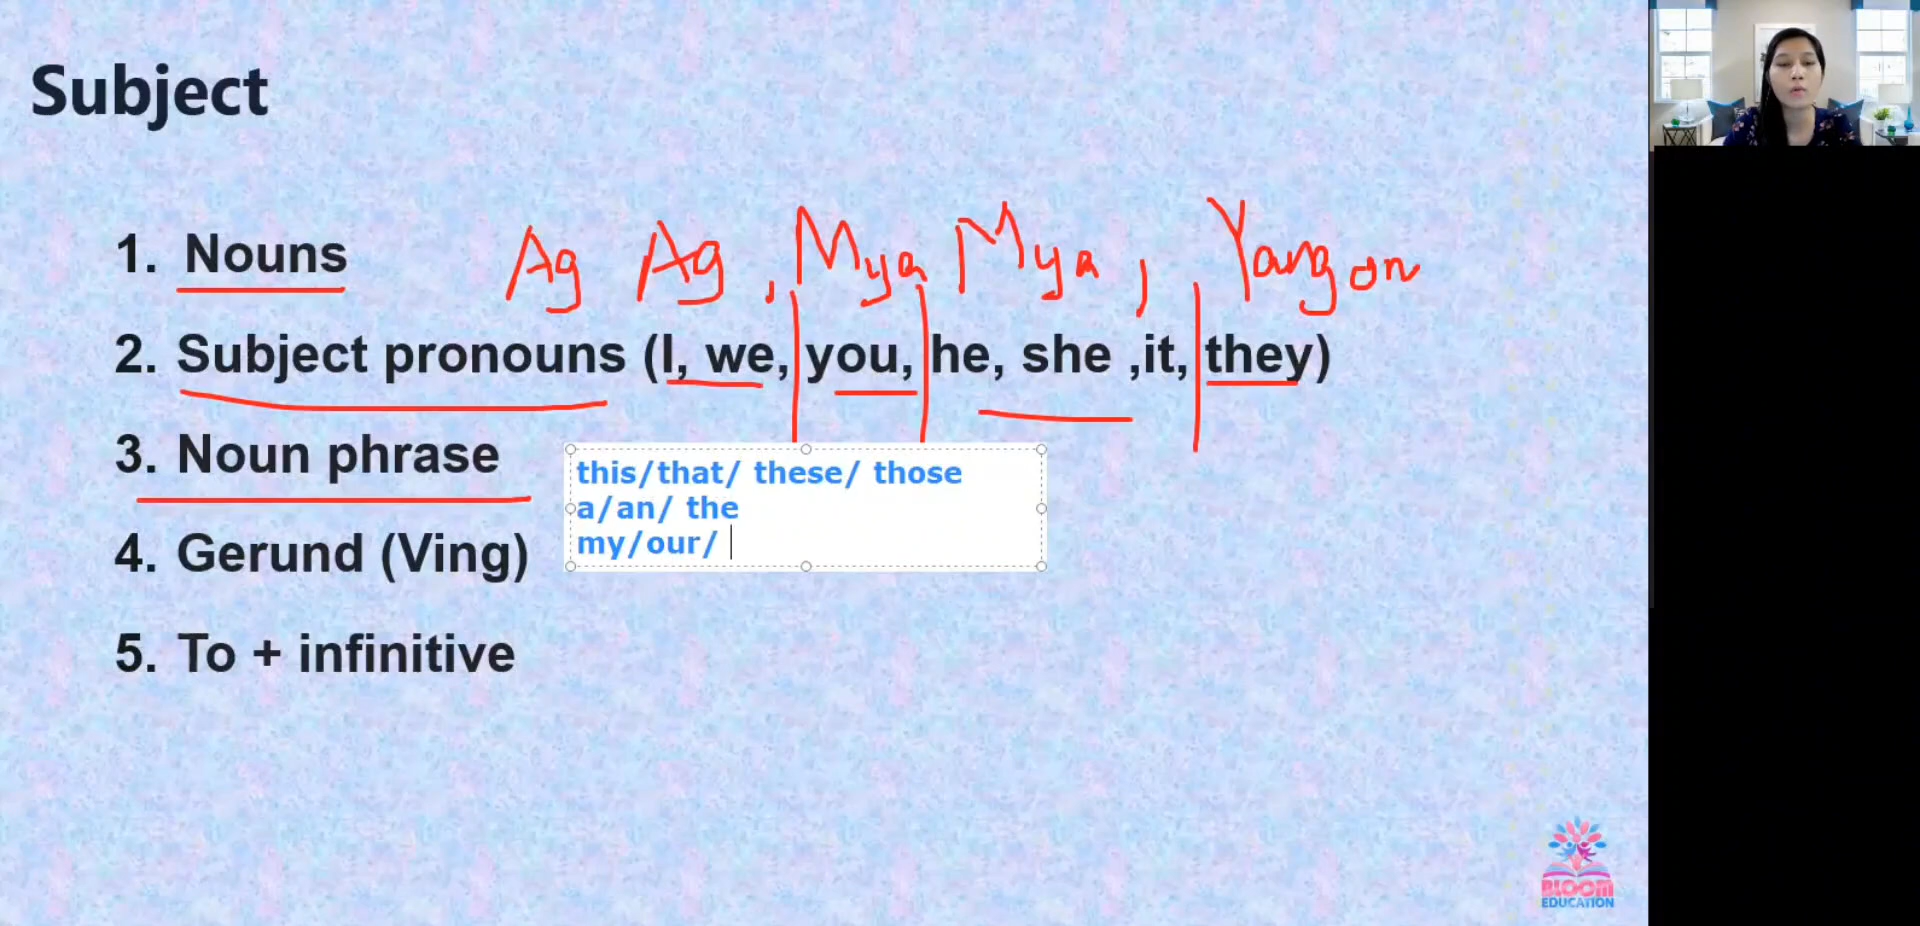 Subject
Ag Ag, Mya Mya, Yangon
1. Nouns
2. Subject pronouns (I, we, you, he, she ,it, they)
3. Noun phrase
this/that/ these/ those
a/an/ the
my/our/
4. Gerund (Ving)
5. To + infinitive
BLOOM
EDUCATION